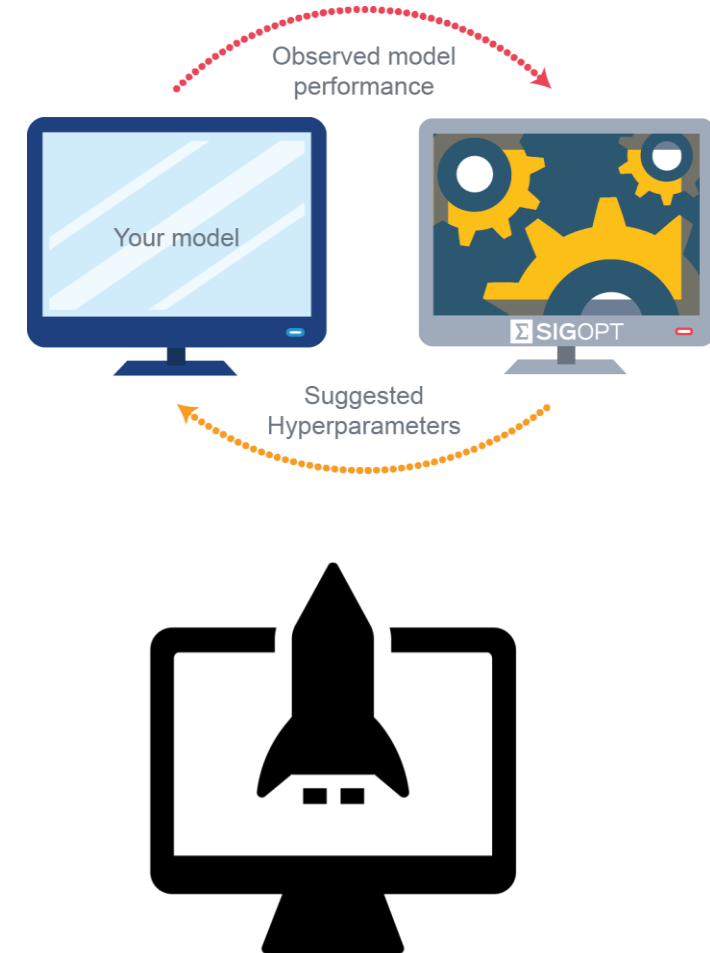 Observed model
performance
Your model
Σ SIGOPT
Suggested
Hyperparameters